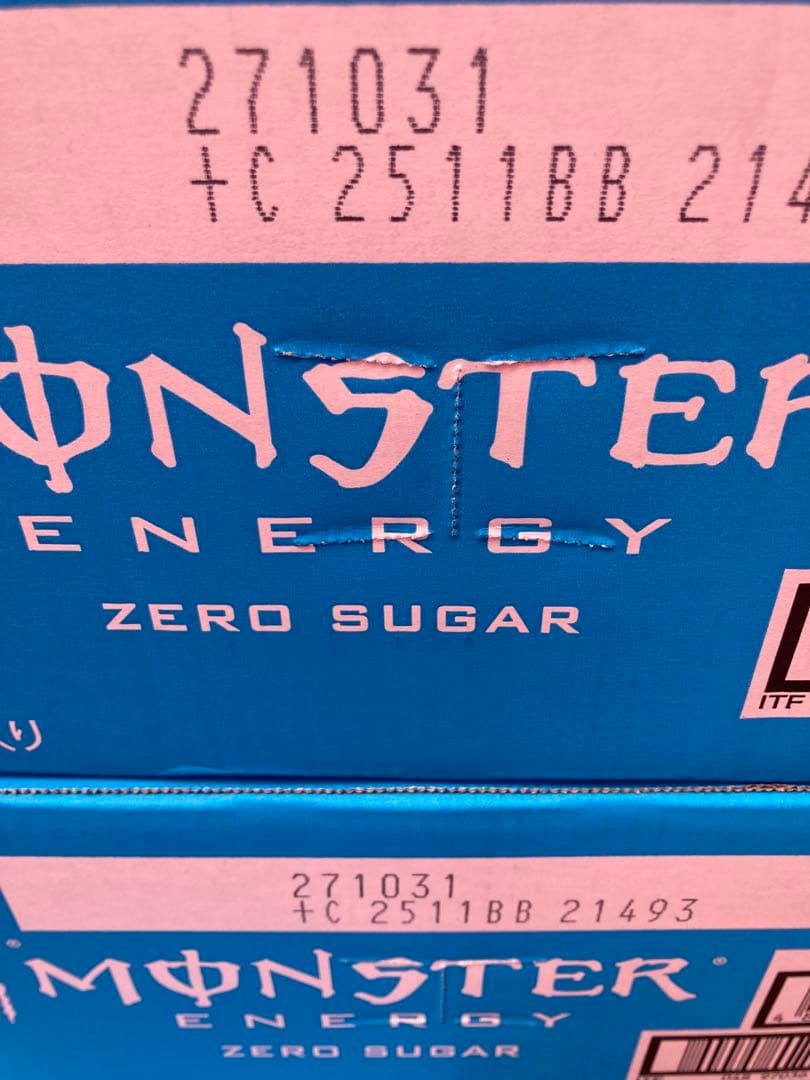 271031
+C 2511BB 214
MONSTER
ENERGY
ZERO SUGAR
ITF
271031
+C 2511BB 21493
MONSTER®
ENERGY
ZERO SUGAR